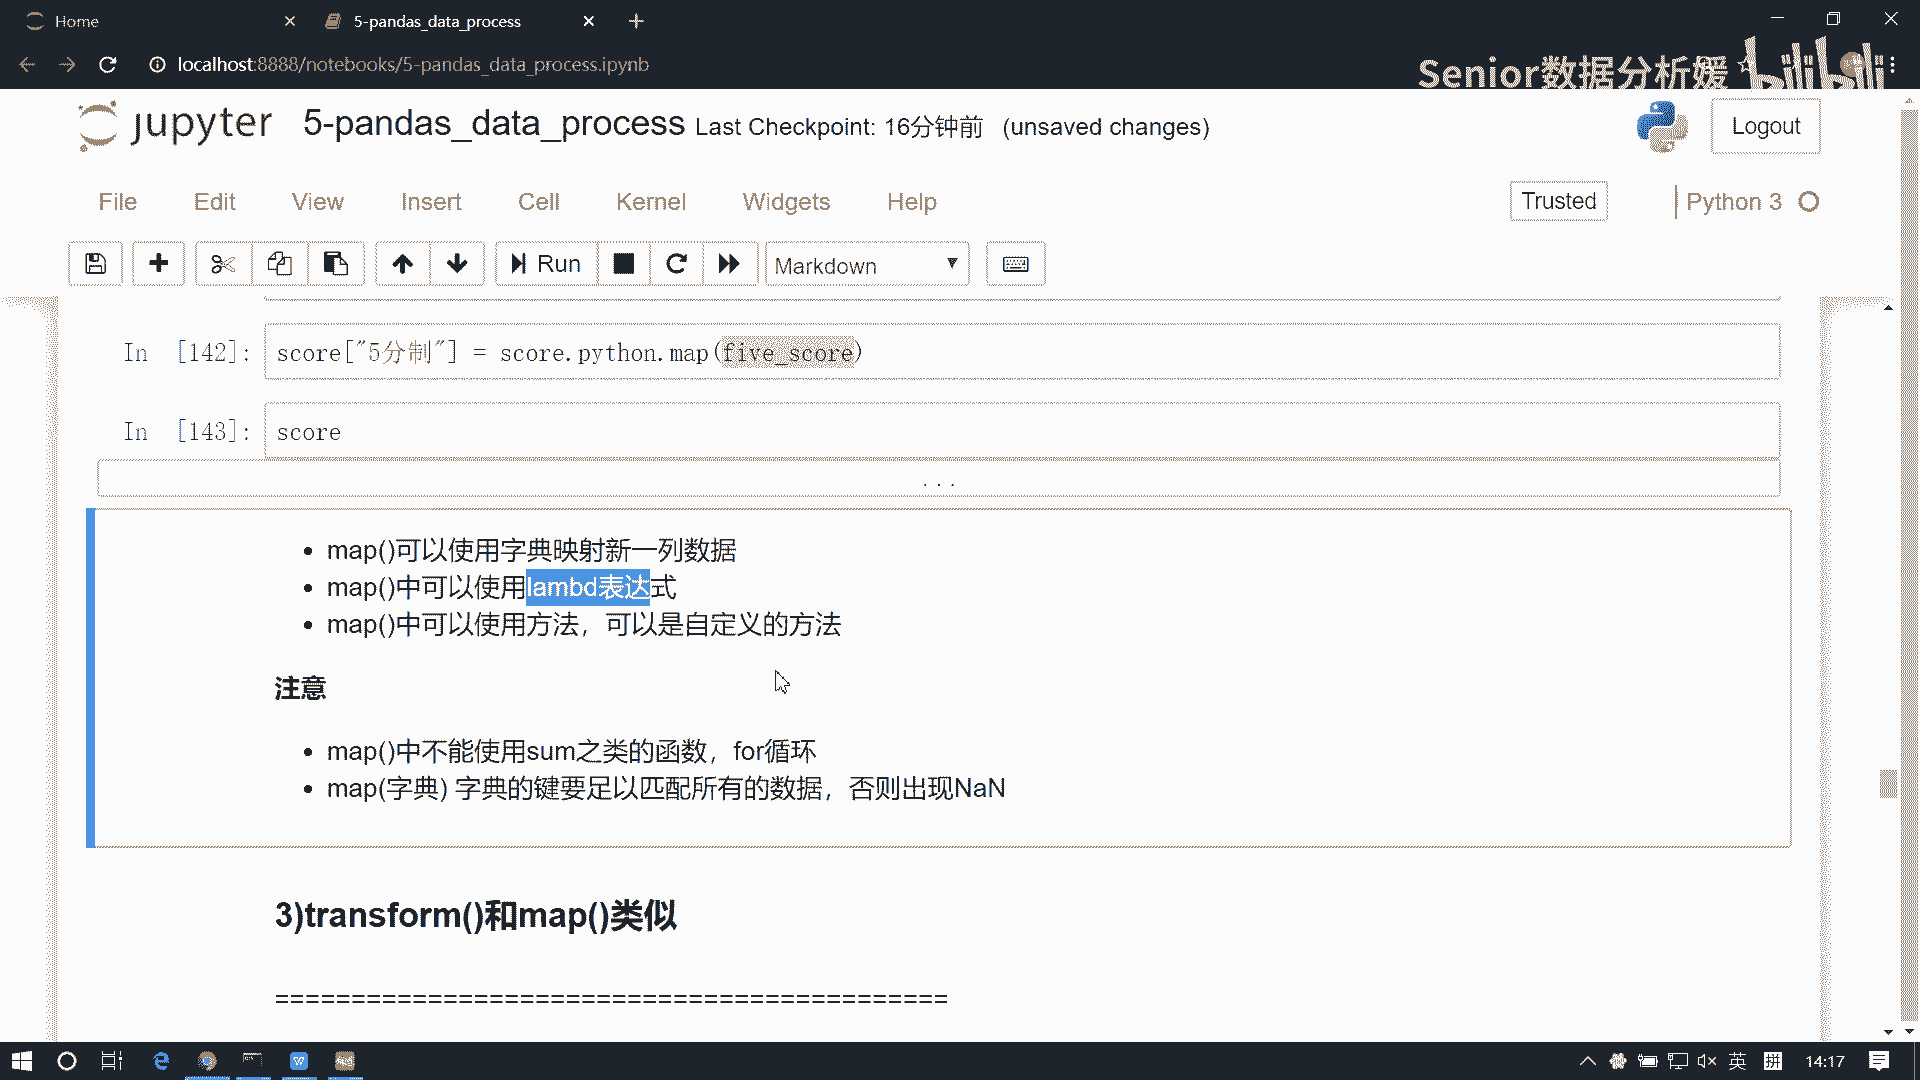 Home
5-pandas_data_process
localhost:8888/notebooks/5-pandas_data_process.ipynb
Senior数据分析媛
bilibili
jupyter 5-pandas_data_process Last Checkpoint: 16分钟前 (unsaved changes)
Logout
File Edit View Insert Cell Kernel Widgets Help
Trusted
Python 3
Run
Markdown
In [142]: score["5分制"] = score.python.map(five_score)
In [143]: score
...
map()可以使用字典映射新一列数据
map()中可以使用lambd表达式
map()中可以使用方法，可以是自定义的方法
注意
map()中不能使用sum之类的函数，for循环
map(字典) 字典的键要足以匹配所有的数据，否则出现NaN
3)transform()和map()类似
============================================
英 拼 14:17